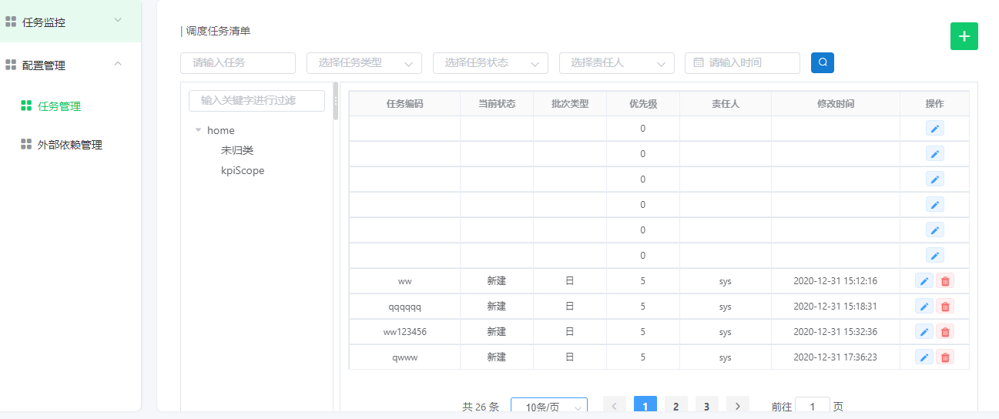 任务监控
配置管理
任务管理
外部依赖管理
| 调度任务清单
请输入任务 选择任务类型 选择任务状态 选择责任人 请输入时间
输入关键字进行过滤
home
未归类
kpiScope
任务编码 当前状态 批次类型 优先级 责任人 修改时间 操作
0
0
0
0
0
0
ww 新建 日 5 sys 2020-12-31 15:12:16
qqqqqq 新建 日 5 sys 2020-12-31 15:18:31
ww123456 新建 日 5 sys 2020-12-31 15:32:36
qwww 新建 日 5 sys 2020-12-31 17:36:23
共 26 条 10条/页 1 2 3 前往 1 页